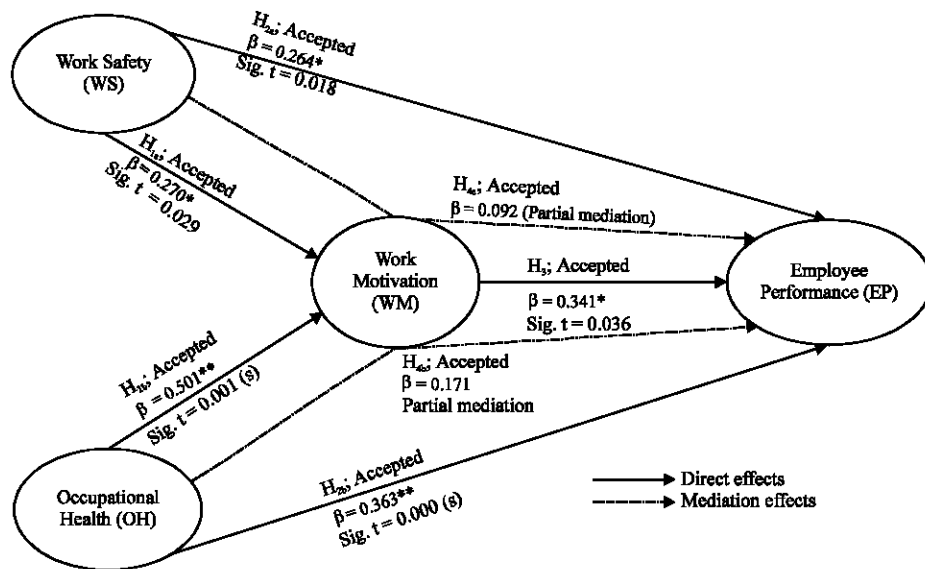 H2a; Accepted
β = 0.264*
Sig. t = 0.018
Work Safety
(WS)
H1a; Accepted
β = 0.270*
Sig. t = 0.029
H4a; Accepted
β = 0.092 (Partial mediation)
Work
Motivation
(WM)
H3; Accepted
β = 0.341*
Sig. t = 0.036
Employee
Performance (EP)
H1b; Accepted
β = 0.501**
Sig. t = 0.001 (s)
H4b; Accepted
β = 0.171
Partial mediation
Occupational
Health (OH)
H2b; Accepted
β = 0.363**
Sig. t = 0.000 (s)
Direct effects
Mediation effects